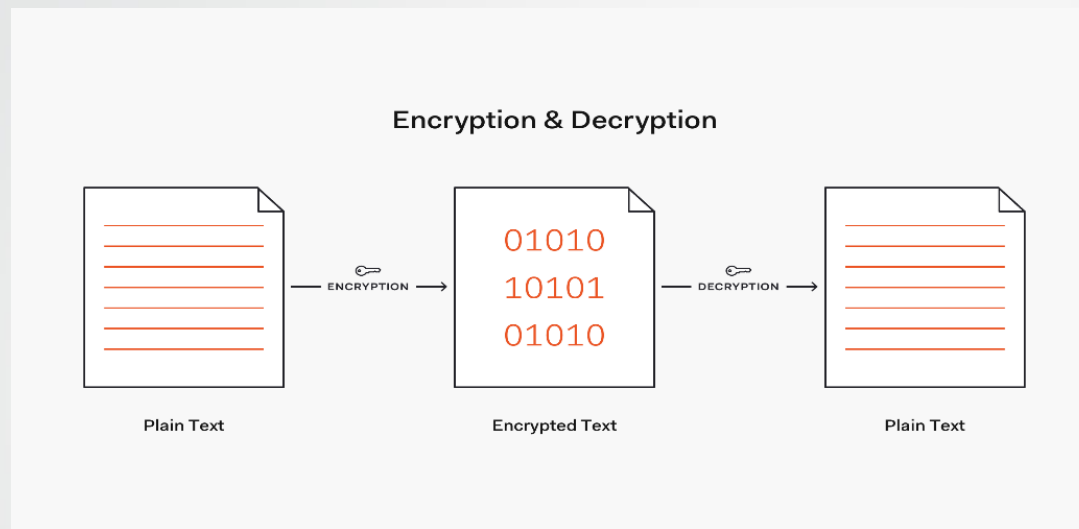 Encryption & Decryption
01010
10101
01010
ENCRYPTION
DECRYPTION
Plain Text
Encrypted Text
Plain Text